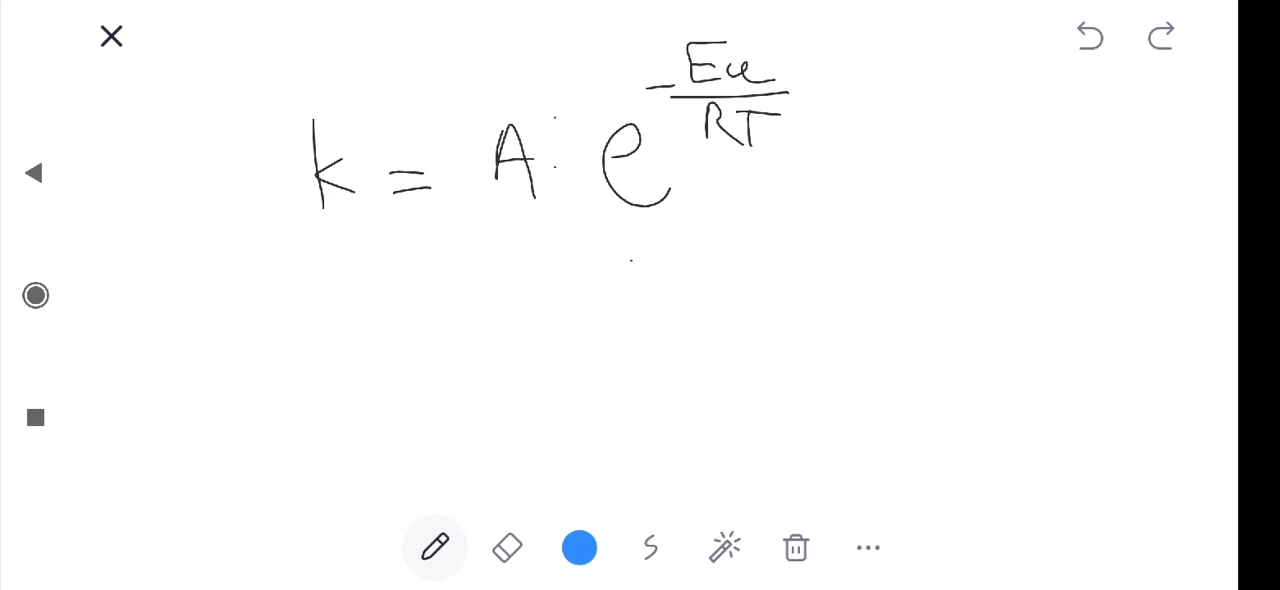 k = A · e^(-Ea/RT)